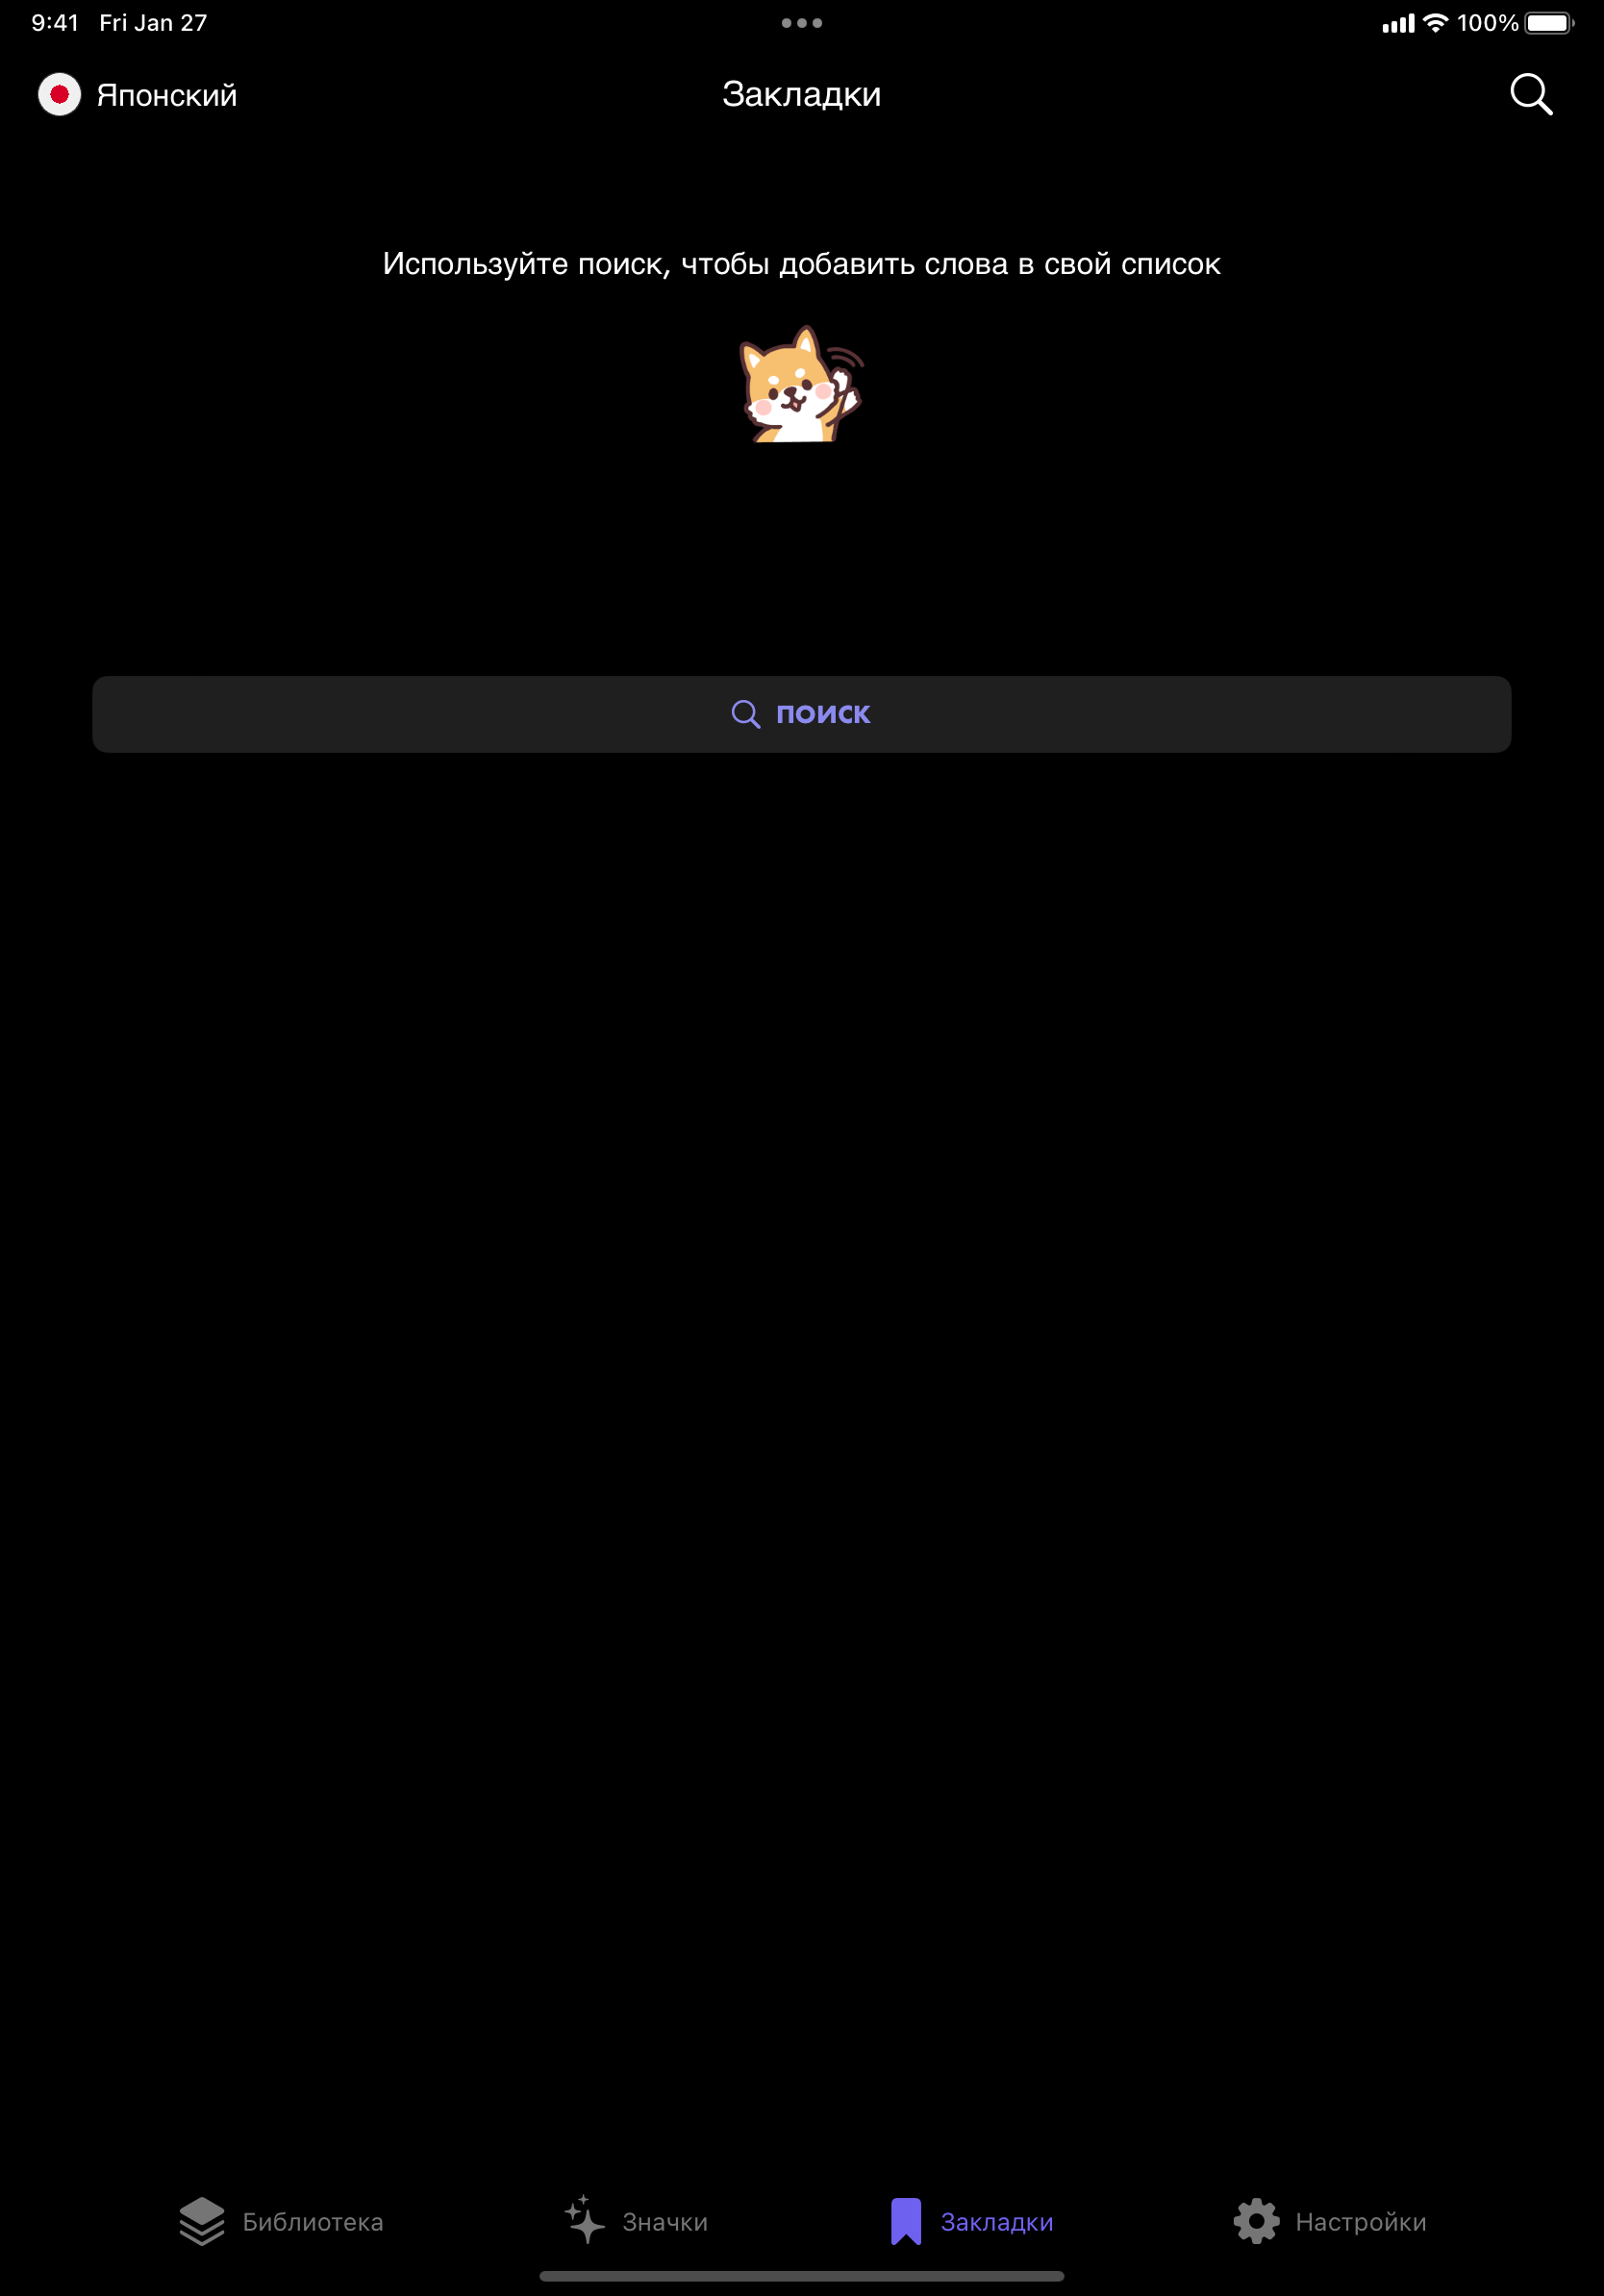 9:41 Fri Jan 27 100%
Японский Закладки
Используйте поиск, чтобы добавить слова в свой список
поиск
Библиотека Значки Закладки Настройки